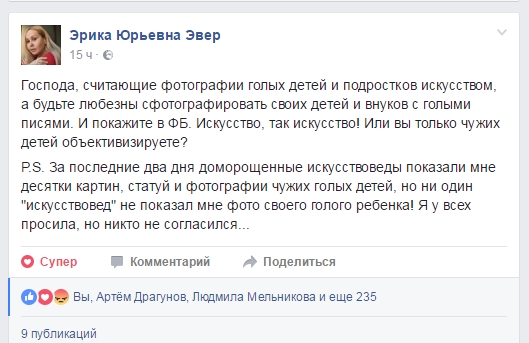 Эрика Юрьевна Эвер
15 ч ·
Господа, считающие фотографии голых детей и подростков искусством,
а будьте любезны сфотографировать своих детей и внуков с голыми
писями. И покажите в ФБ. Искусство, так искусство! Или вы только чужих
детей объективизируете?
P.S. За последние два дня доморощенные искусствоведы показали мне
десятки картин, статуй и фотографии чужих голых детей, но ни один
"искусствовед" не показал мне фото своего голого ребенка! Я у всех
просила, но никто не согласился...
Супер Комментарий Поделиться
Вы, Артём Драгунов, Людмила Мельникова и еще 235
9 публикаций